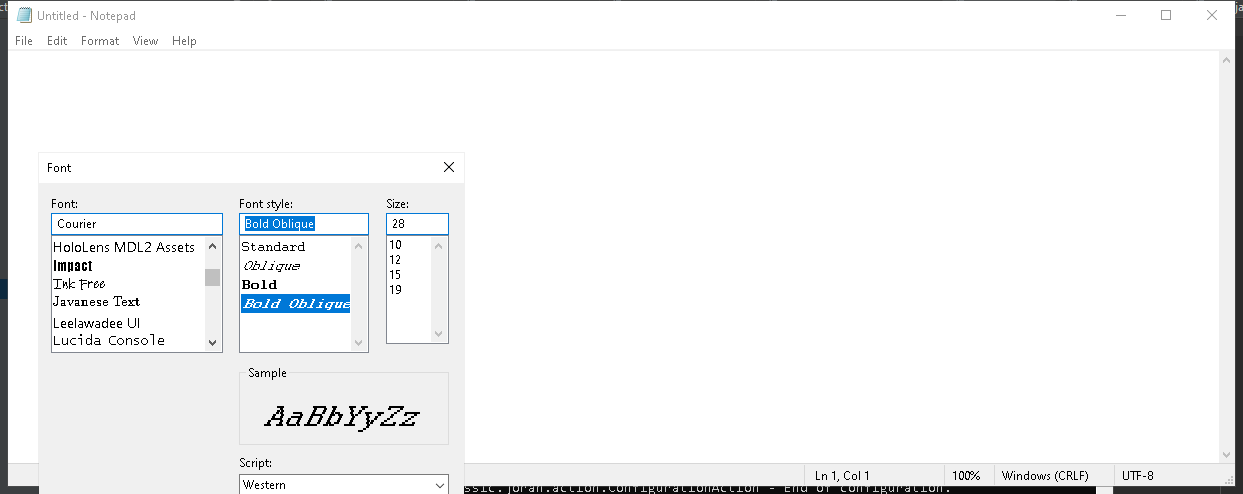 Untitled - Notepad
File Edit Format View Help
Font
Font: Font style: Size:
Courier Bold Oblique 28
HoloLens MDL2 Assets
Impact
Ink Free
Javanese Text
Leelawadee UI
Lucida Console
Standard
Oblique
Bold
Bold Oblique
10
12
15
19
Sample
AaBbYyZz
Script:
Western
Ln 1, Col 1 100% Windows (CRLF) UTF-8
ssic.joran.action.ConfigurationAction - End of configuration.